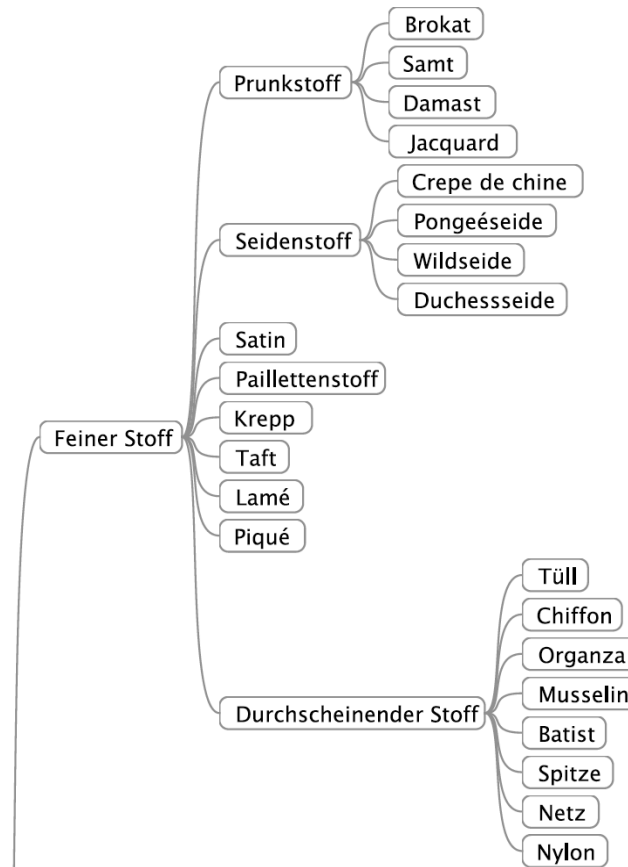 Brokat
Samt
Prunkstoff
Damast
Jacquard
Crepe de chine
Pongeéseide
Seidenstoff
Wildseide
Duchessseide
Satin
Paillettenstoff
Krepp
Feiner Stoff
Taft
Lamé
Piqué
Tüll
Chiffon
Organza
Musselin
Durchscheinender Stoff
Batist
Spitze
Netz
Nylon